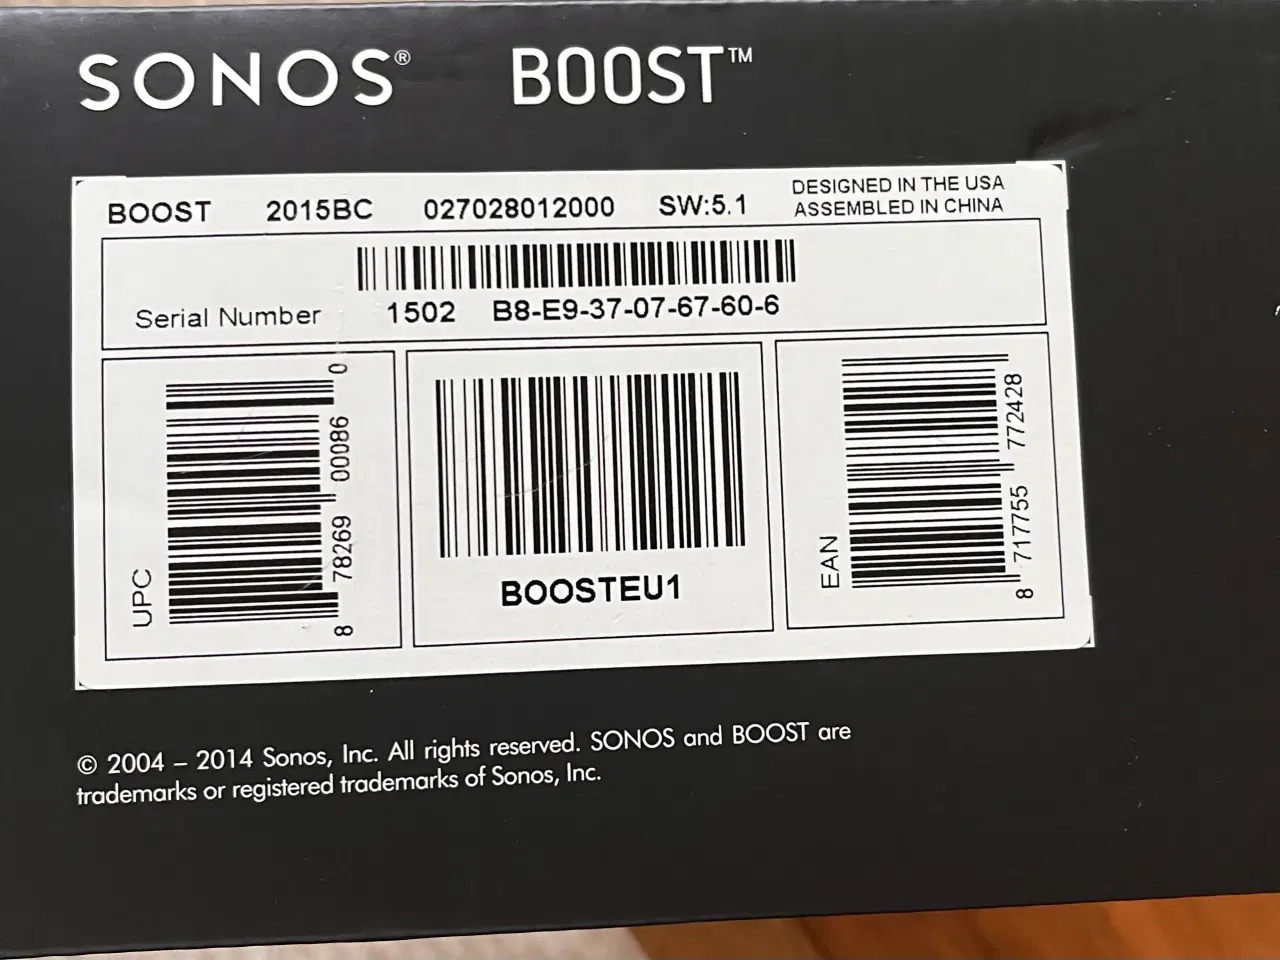 SONOS® BOOST™
BOOST 2015BC 027028012000 SW:5.1 DESIGNED IN THE USA
ASSEMBLED IN CHINA
Serial Number 1502 B8-E9-37-07-67-60-6
UPC
8 78269 00086 0
BOOSTEU1
EAN
8 717755 772428
© 2004 – 2014 Sonos, Inc. All rights reserved. SONOS and BOOST are
trademarks or registered trademarks of Sonos, Inc.